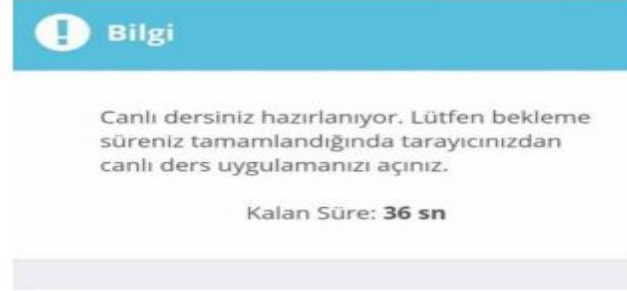 Bilgi
Canlı dersiniz hazırlanıyor. Lütfen bekleme
süreniz tamamlandığında tarayıcınızdan
canlı ders uygulamanızı açınız.
Kalan Süre: 36 sn